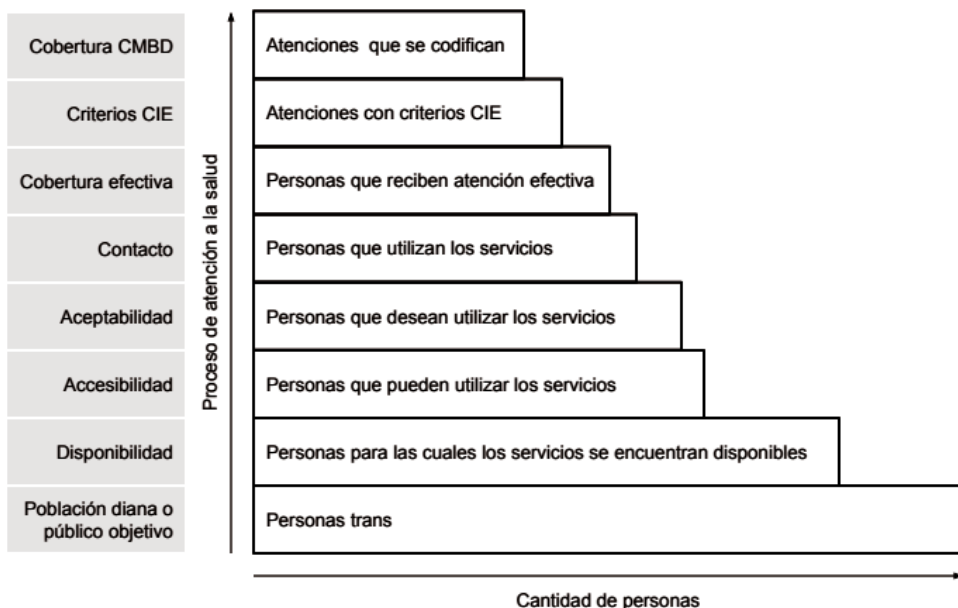 Cobertura CMBD
Atenciones que se codifican
Criterios CIE
Atenciones con criterios CIE
Cobertura efectiva
Personas que reciben atención efectiva
Contacto
Personas que utilizan los servicios
Aceptabilidad
Personas que desean utilizar los servicios
Accesibilidad
Personas que pueden utilizar los servicios
Disponibilidad
Personas para las cuales los servicios se encuentran disponibles
Población diana o
público objetivo
Personas trans
Proceso de atención a la salud
Cantidad de personas